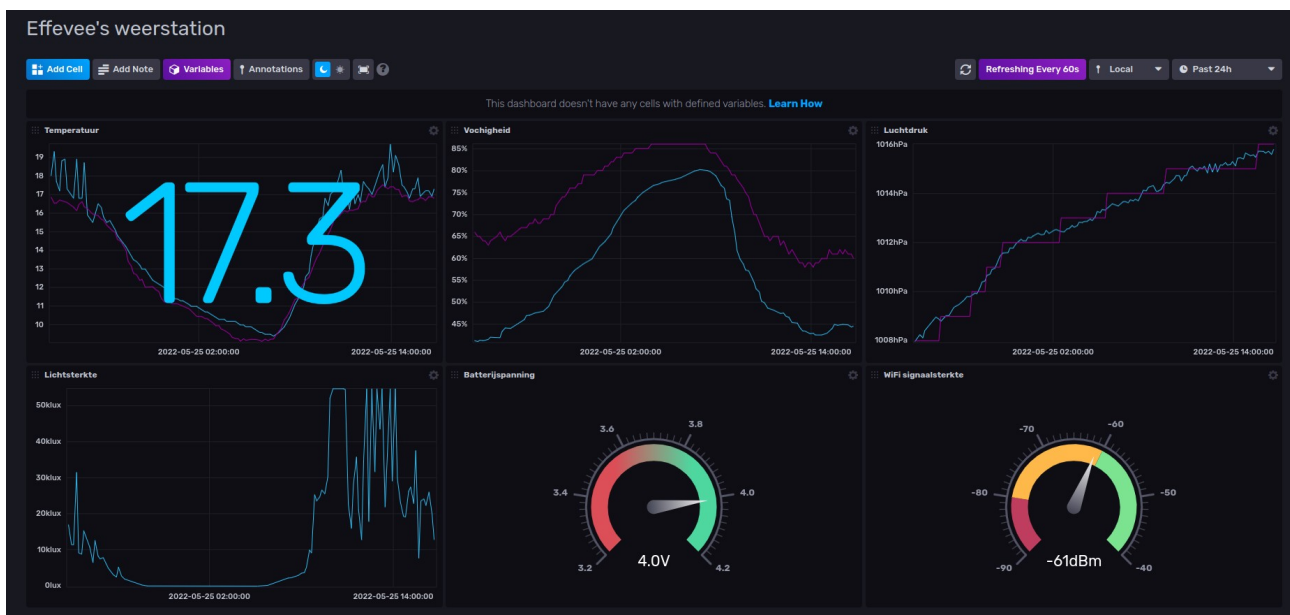 Effevee's weerstation
Add Cell Add Note Variables Annotations Refreshing Every 60s Local Past 24h
This dashboard doesn't have any cells with defined variables. Learn How
Temperatuur
19
18
17
16
15
14
13
12
11
10
17.3
2022-05-25 02:00:00 2022-05-25 14:00:00
Vochigheid
85%
80%
75%
70%
65%
60%
55%
50%
45%
2022-05-25 02:00:00 2022-05-25 14:00:00
Luchtdruk
1016hPa
1014hPa
1012hPa
1010hPa
1008hPa
2022-05-25 02:00:00 2022-05-25 14:00:00
Lichtsterkte
50klux
40klux
30klux
20klux
10klux
0lux
2022-05-25 02:00:00 2022-05-25 14:00:00
Batterijspanning
3.6 3.8
3.4 4.0
3.2 4.2
4.0V
WiFi signaalsterkte
-70 -60
-80 -50
-90 -40
-61dBm